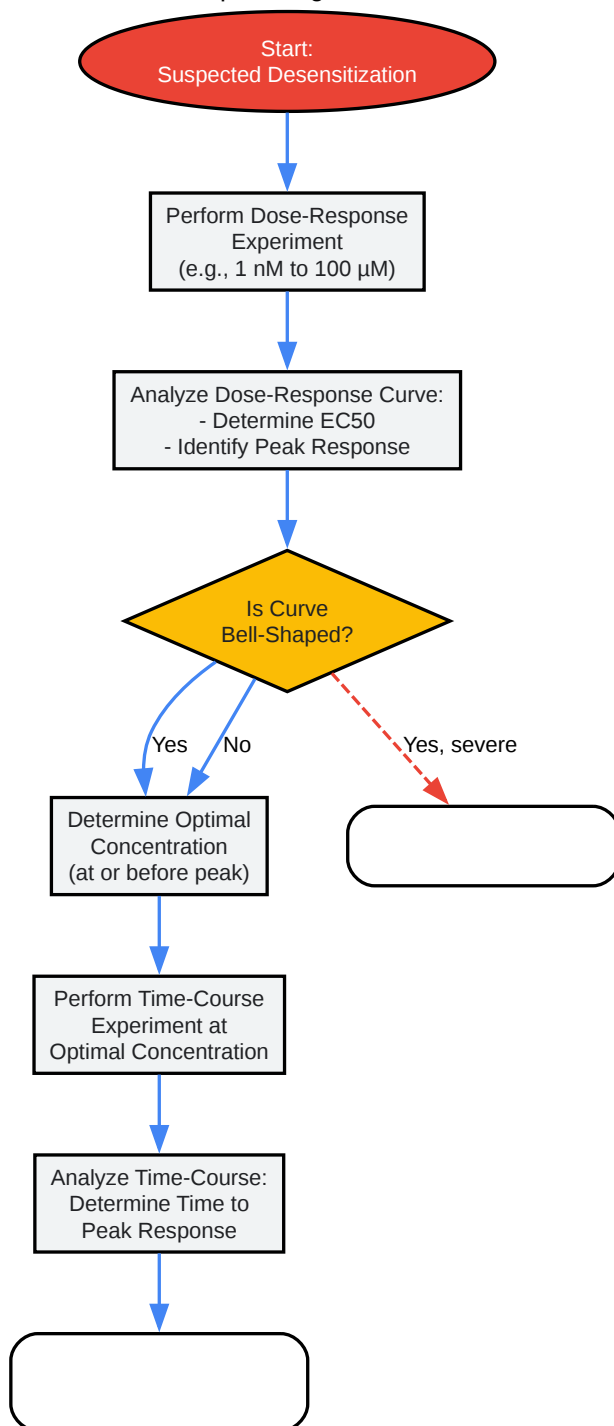 Start:
Suspected Desensitization
Perform Dose-Response
Experiment
(e.g., 1 nM to 100 µM)
Analyze Dose-Response Curve:
- Determine EC50
- Identify Peak Response
Is Curve
Bell-Shaped?
Yes
No
Yes, severe
Determine Optimal
Concentration
(at or before peak)
Perform Time-Course
Experiment at
Optimal Concentration
Analyze Time-Course:
Determine Time to
Peak Response